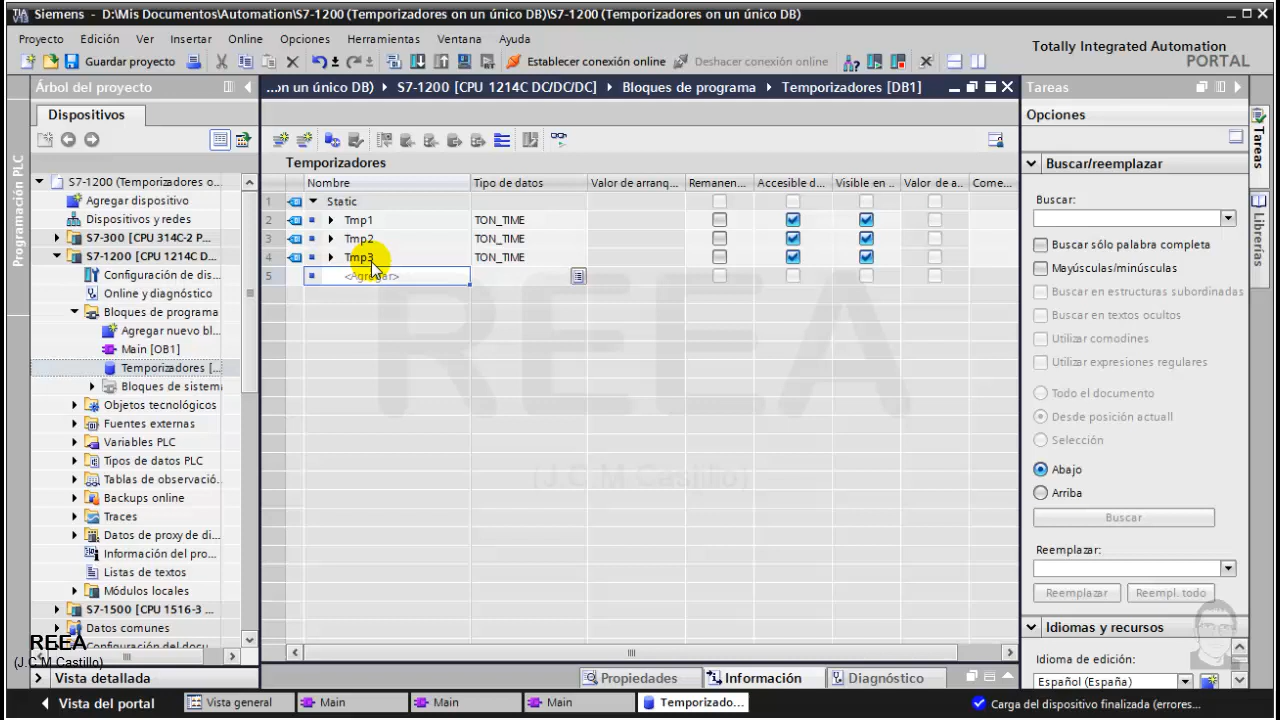 Siemens - D:\Mis Documentos\Automation\S7-1200 (Temporizadores on un único DB)\S7-1200 (Temporizadores on un único DB)
Proyecto Edición Ver Insertar Online Opciones Herramientas Ventana Ayuda
Totally Integrated Automation
PORTAL
Guardar proyecto Establecer conexión online Deshacer conexión online
Árbol del proyecto
...on un único DB) S7-1200 [CPU 1214C DC/DC/DC] Bloques de programa Temporizadores [DB1]
Tareas
Dispositivos
Opciones
Programación PLC
Tareas
Librerías
Temporizadores
Nombre Tipo de datos Valor de arranq... Remanen... Accesible d... Visible en ... Valor de a... Come...
1 Static
2 Tmp1 TON_TIME
3 Tmp2 TON_TIME
4 Tmp3 TON_TIME
5 <Agregar>
S7-1200 (Temporizadores o...
Agregar dispositivo
Dispositivos y redes
S7-300 [CPU 314C-2 P...
S7-1200 [CPU 1214C D...
Configuración de dis...
Online y diagnóstico
Bloques de programa
Agregar nuevo bl...
Main [OB1]
Temporizadores [...
Bloques de sistema
Objetos tecnológicos
Fuentes externas
Variables PLC
Tipos de datos PLC
Tablas de observació...
Backups online
Traces
Datos de proxy de di...
Información del pro...
Listas de textos
Módulos locales
S7-1500 [CPU 1516-3 ...
Datos comunes
Configuración del docu
REEA
(J.C.M Castillo)
REEA
(J.C.M Castillo)
Buscar/reemplazar
Buscar:
Buscar sólo palabra completa
Mayúsculas/minúsculas
Buscar en estructuras subordinadas
Buscar en textos ocultos
Utilizar comodines
Utilizar expresiones regulares
Todo el documento
Desde posición actuall
Selección
Abajo
Arriba
Buscar
Reemplazar:
Reemplazar Reempl. todo
Idiomas y recursos
Idioma de edición:
Español (España)
Vista detallada
Propiedades Información Diagnóstico
Vista del portal Vista general Main Main Main Temporizado... Carga del dispositivo finalizada (errores...